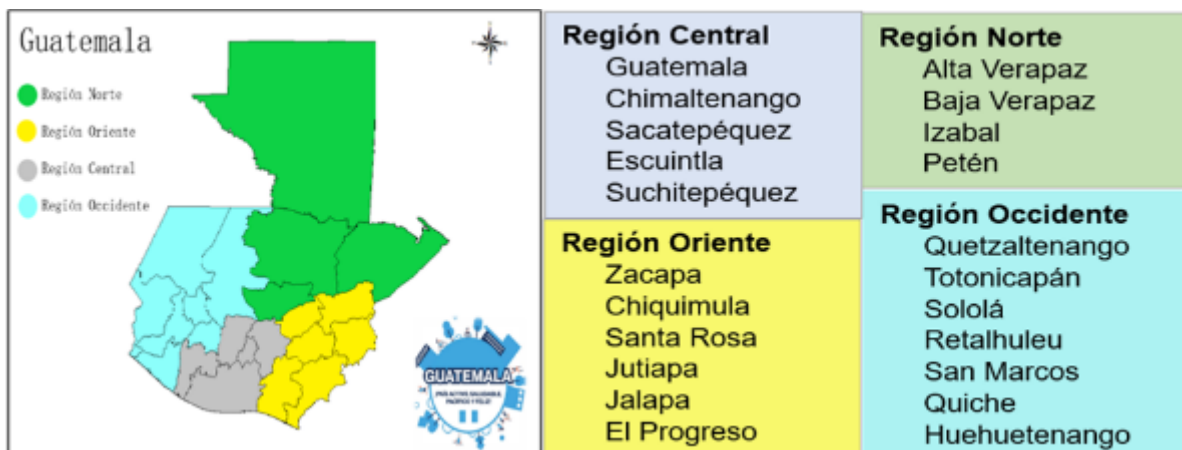 Guatemala
Región Norte
Región Oriente
Región Central
Región Occidente
GUATEMALA
Región Central
Guatemala
Chimaltenango
Sacatepéquez
Escuintla
Suchitepéquez
Región Norte
Alta Verapaz
Baja Verapaz
Izabal
Petén
Región Oriente
Zacapa
Chiquimula
Santa Rosa
Jutiapa
Jalapa
El Progreso
Región Occidente
Quetzaltenango
Totonicapán
Sololá
Retalhuleu
San Marcos
Quiche
Huehuetenango